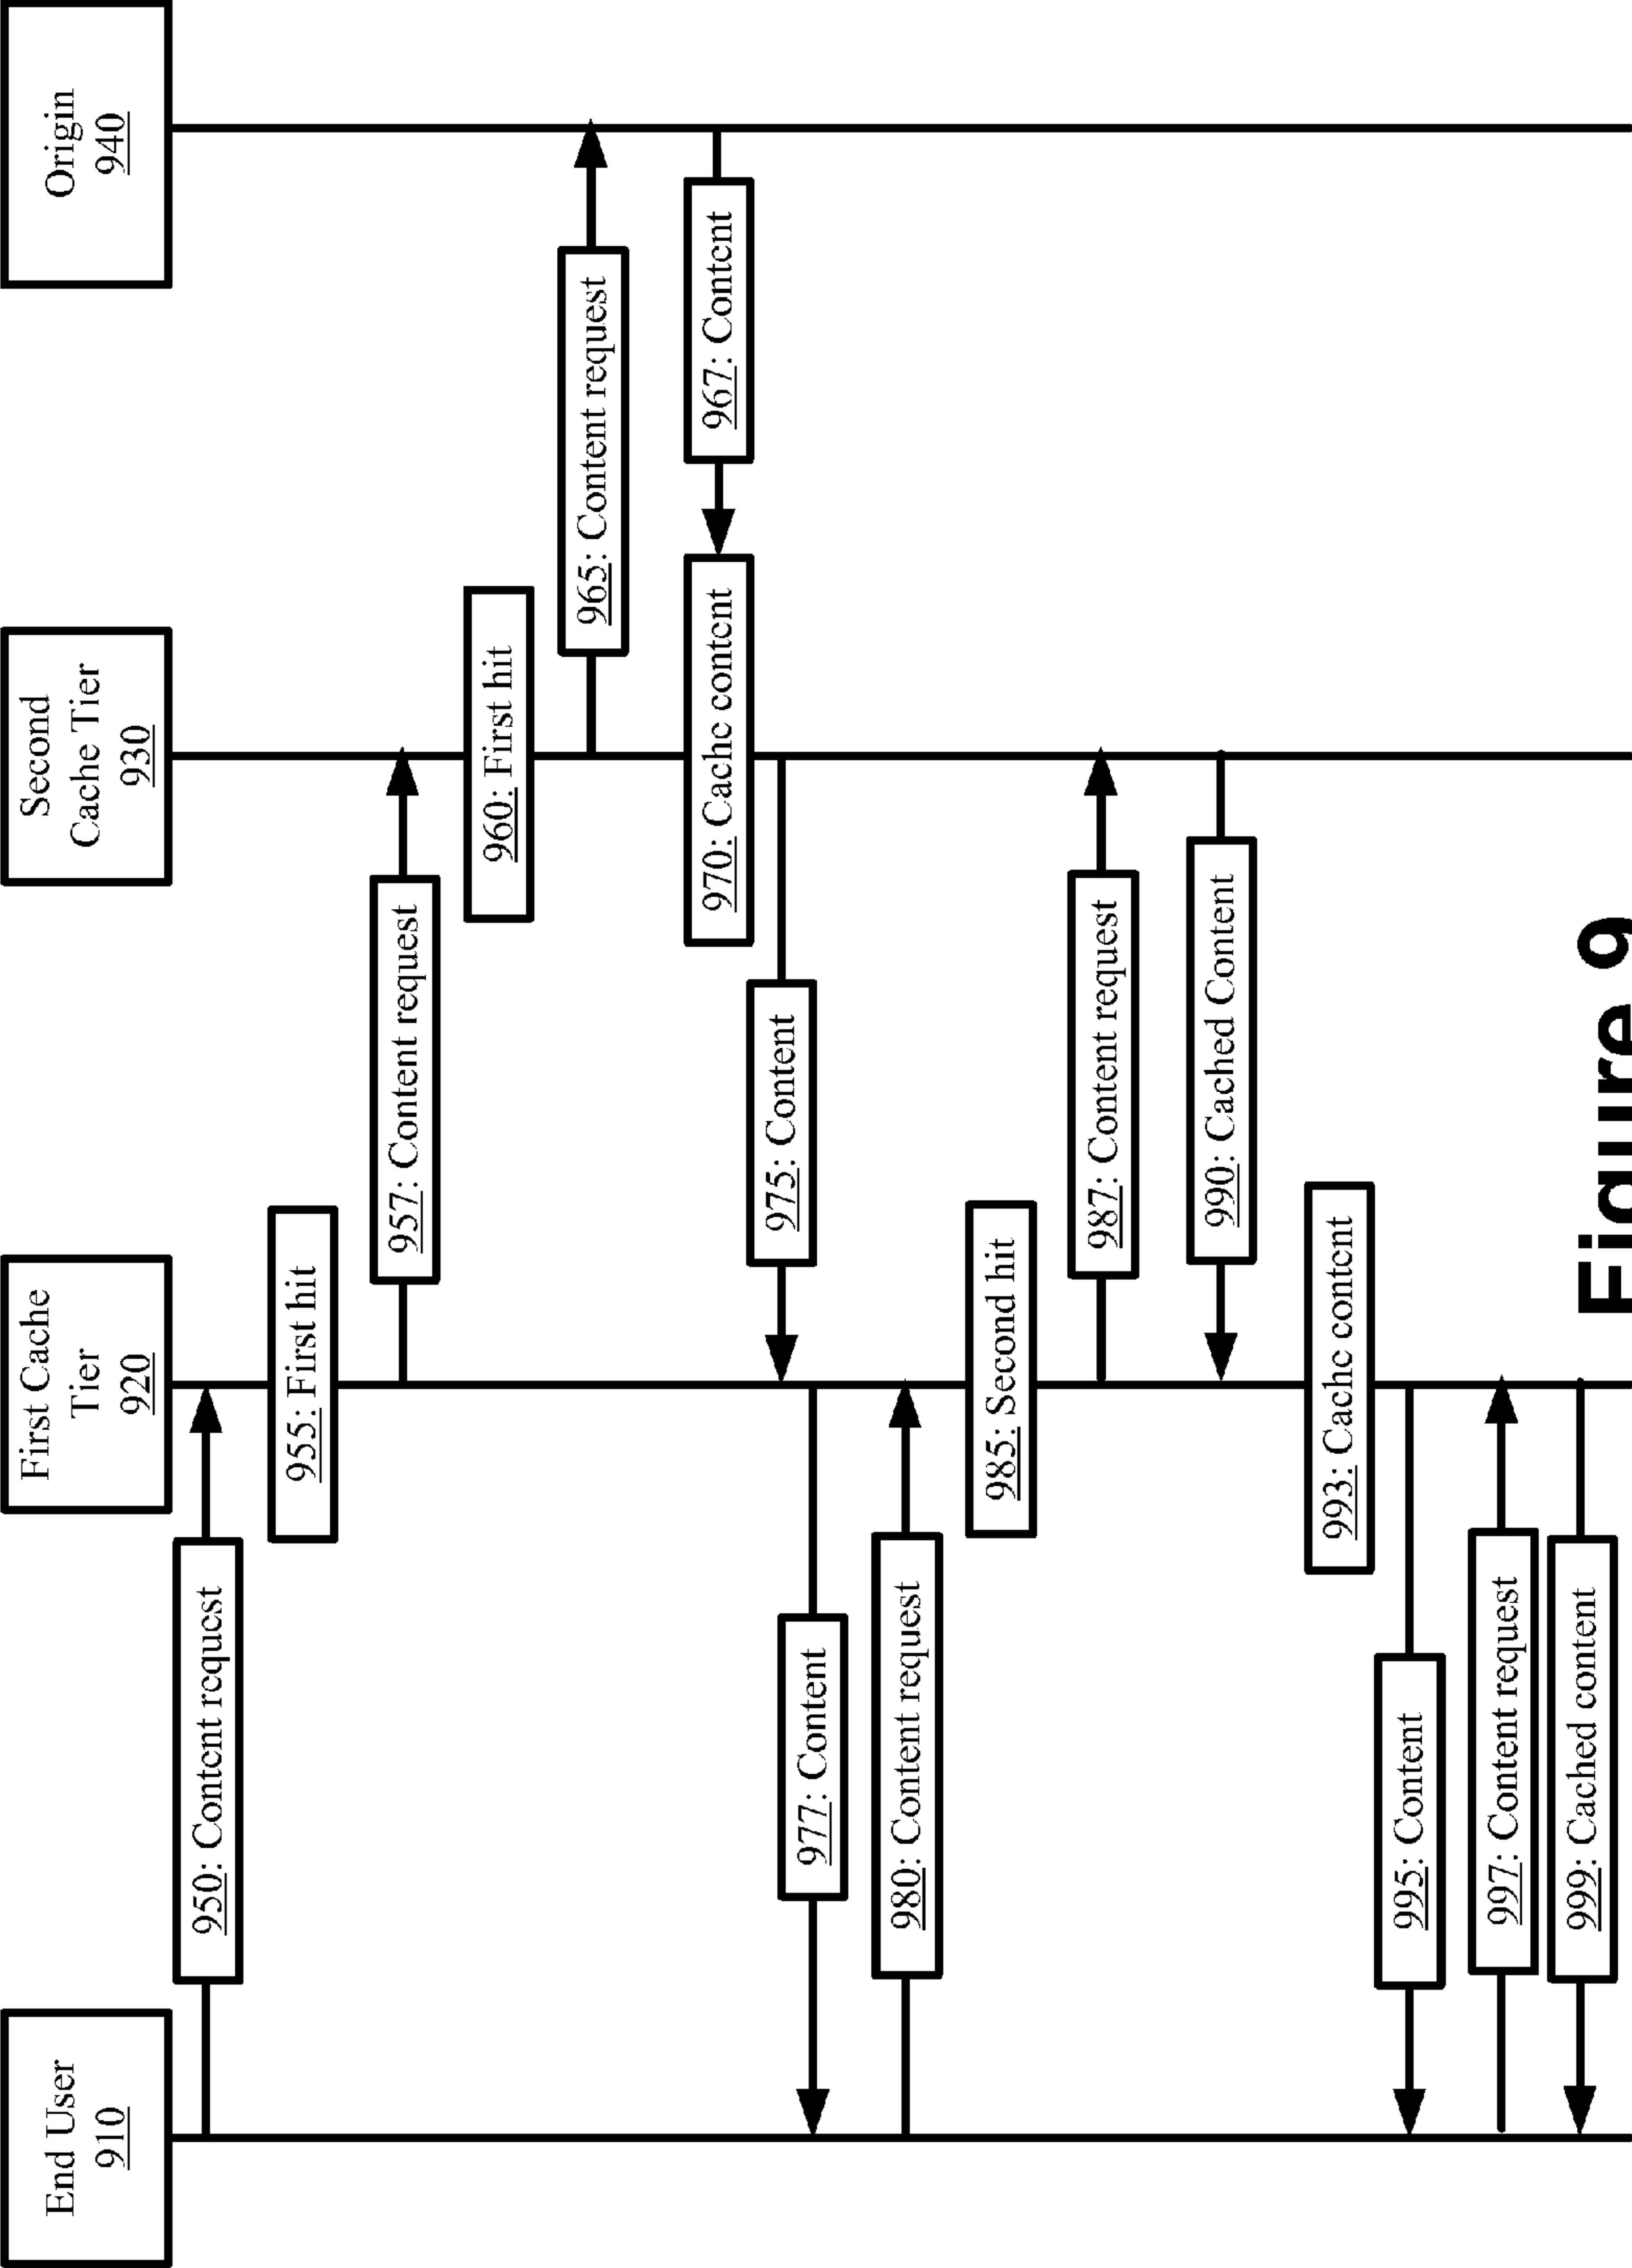 End User
910
First Cache
Tier
920
Second
Cache Tier
930
Origin
940
950: Content request
955: First hit
957: Content request
960: First hit
965: Content request
967: Content
970: Cache content
975: Content
977: Content
980: Content request
985: Second hit
987: Content request
990: Cached Content
993: Cache content
995: Content
997: Content request
999: Cached content
Figure 9